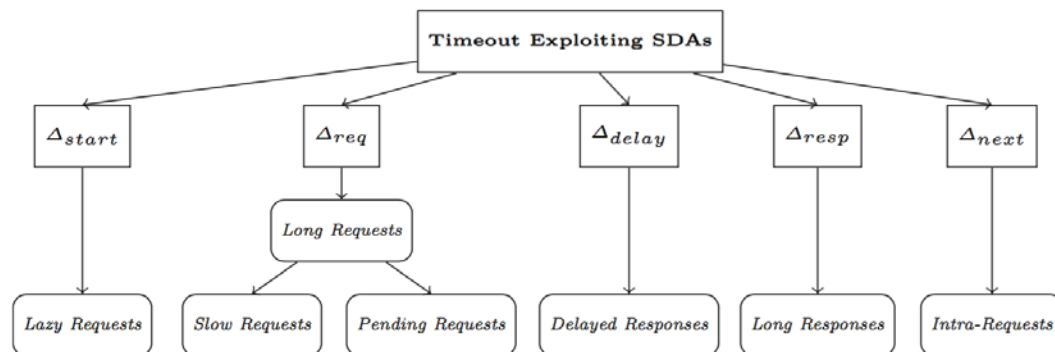 Timeout Exploiting SDAs
Δstart
Δreq
Δdelay
Δresp
Δnext
Long Requests
Lazy Requests
Slow Requests
Pending Requests
Delayed Responses
Long Responses
Intra-Requests